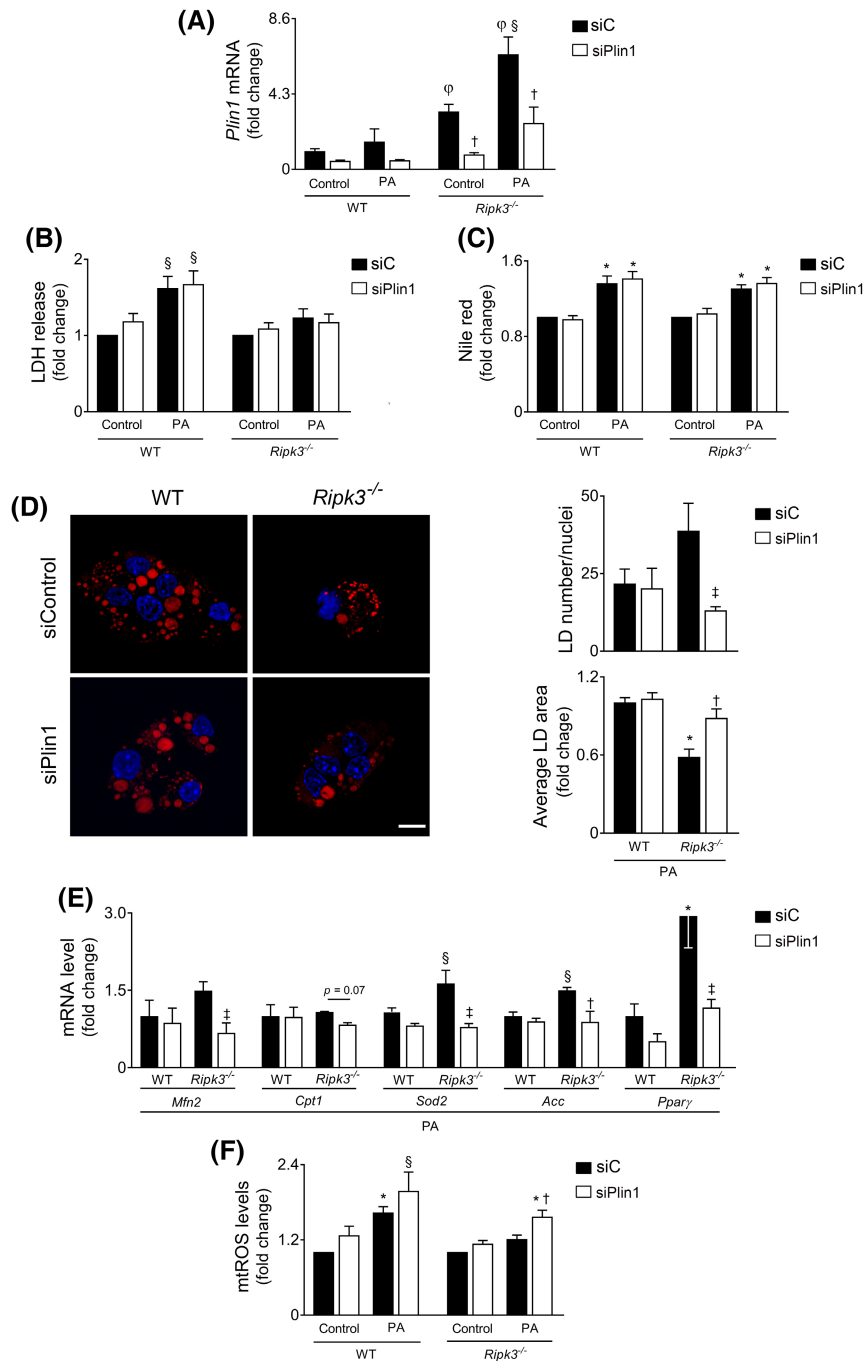 (A)
8.6
4.3
0
Plin1 mRNA
(fold change)
φ
†
φ §
†
siC
siPlin1
Control
PA
Control
PA
WT
Ripk3-/-
(B)
2
1
0
LDH release
(fold change)
§
§
siC
siPlin1
Control
PA
Control
PA
WT
Ripk3-/-
(C)
1.6
0.8
0
Nile red
(fold change)
*
*
*
*
siC
siPlin1
Control
PA
Control
PA
WT
Ripk3-/-
(D)
WT
Ripk3-/-
siControl
siPlin1
50
25
0
LD number/nuclei
‡
siC
siPlin1
1.2
0.6
0
Average LD area
(fold chage)
*
†
WT
Ripk3-/-
PA
(E)
3.0
1.5
0
mRNA level
(fold change)
‡
p = 0.07
§
‡
§
†
*
‡
siC
siPlin1
WT
Ripk3-/-
WT
Ripk3-/-
WT
Ripk3-/-
WT
Ripk3-/-
WT
Ripk3-/-
Mfn2
Cpt1
Sod2
Acc
Pparγ
PA
(F)
2.4
1.2
0
mtROS levels
(fold change)
*
§
* †
siC
siPlin1
Control
PA
Control
PA
WT
Ripk3-/-